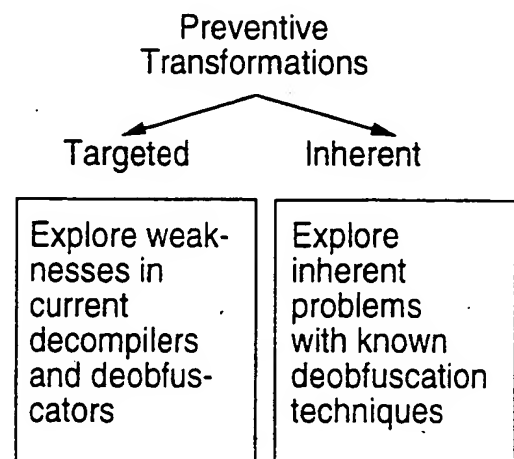 Preventive
Transformations
Targeted
Inherent
Explore weak-
nesses in
current
decompilers
and deobfus-
cators
Explore
inherent
problems
with known
deobfuscation
techniques